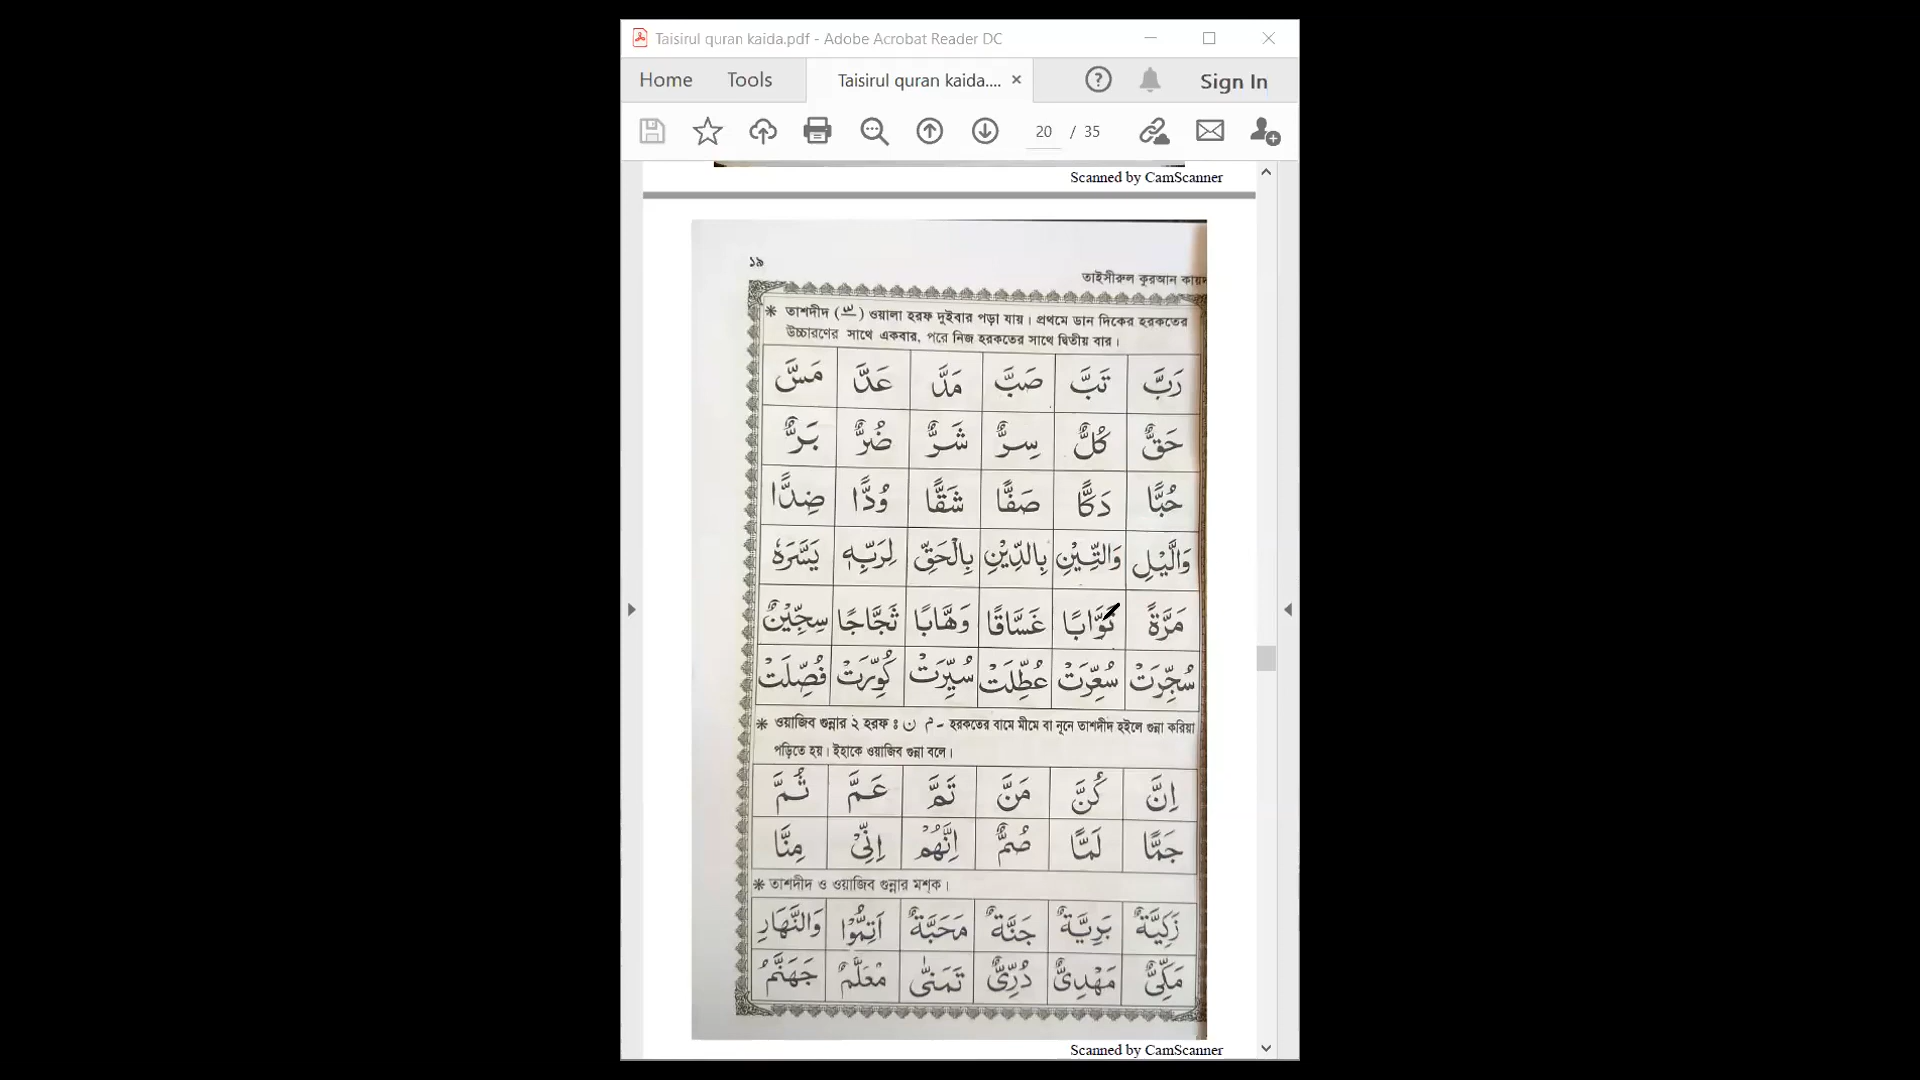 Taisirul quran kaida.pdf - Adobe Acrobat Reader DC
Home Tools Taisirul quran kaida.... × Sign In
20 / 35
Scanned by CamScanner
১৯
তাইসীরুল কুরআন
* তাশদীদ ( ـّ ) ওয়ালা হরফ দুইবার পড়া যায়। প্রথমে ডান দিকের হরকতের
উচ্চারণের সাথে একবার, পরে নিজ হরকতের সাথে দ্বিতীয় বার।
رَبَّ تَبَّ صَبَّ مَدَّ عَدَّ مَسَّ
حَقٌّ كُلٌّ سِرٌّ شَرٌّ ضُرٌّ بَرٌّ
حُبًّا دَكًّا صَفًّا شَقًّا وُدًّا ضِدًّا
وَالَّيْلِ وَالتِّيْنِ بِالدِّيْنِ بِالْحَقِّ لِرَبِّهٖ يَسَّرَهٗ
مَرَّةً تَوَّابًا غَسَّاقًا وَهَّابًا ثَجَّاجًا سِجِّيْنٌ
سُجِّرَتْ سُعِّرَتْ عُطِّلَتْ سُيِّرَتْ كُوِّرَتْ فُصِّلَتْ
* ওয়াজিব গুন্নার ২ হরফ ঃ م ن - হরকতের বামে মীমে বা নূনে তাশদীদ হইলে গুন্না করিয়া
পড়িতে হয়। ইহাকে ওয়াজিব গুন্না বলে।
اِنَّ كُنَّ مَنَّ تَمَّ عَمَّ ثُمَّ
جَمًّا لَمًّا صُمٌّ اِنَّهُمْ اِنِّىْ مِنَّا
* তাশদীদ ও ওয়াজিব গুন্নার মশ্‌ক।
زَكِيَّةٌ بَرِيَّةٌ جَنَّةٌ مَحَبَّةٌ اَتِمُّوْا وَالنَّهَارِ
مَكِّىٌّ مَهْدِىٌّ دُرِّىٌّ تَمَنّٰى مُعَلَّمٌ جَهَنَّمُ
Scanned by CamScanner